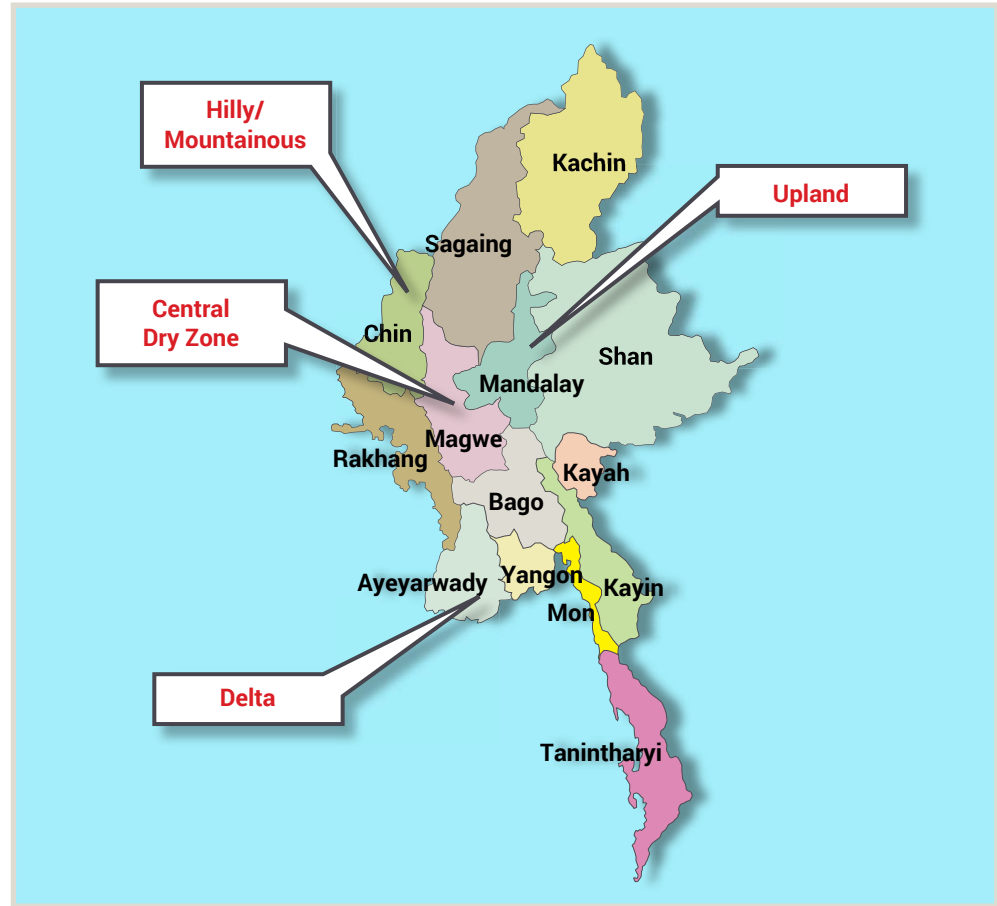 Hilly/
Mountainous
Kachin
Upland
Sagaing
Central
Dry Zone
Chin
Shan
Mandalay
Magwe
Rakhang
Kayah
Bago
Ayeyarwady
Yangon
Kayin
Mon
Delta
Tanintharyi